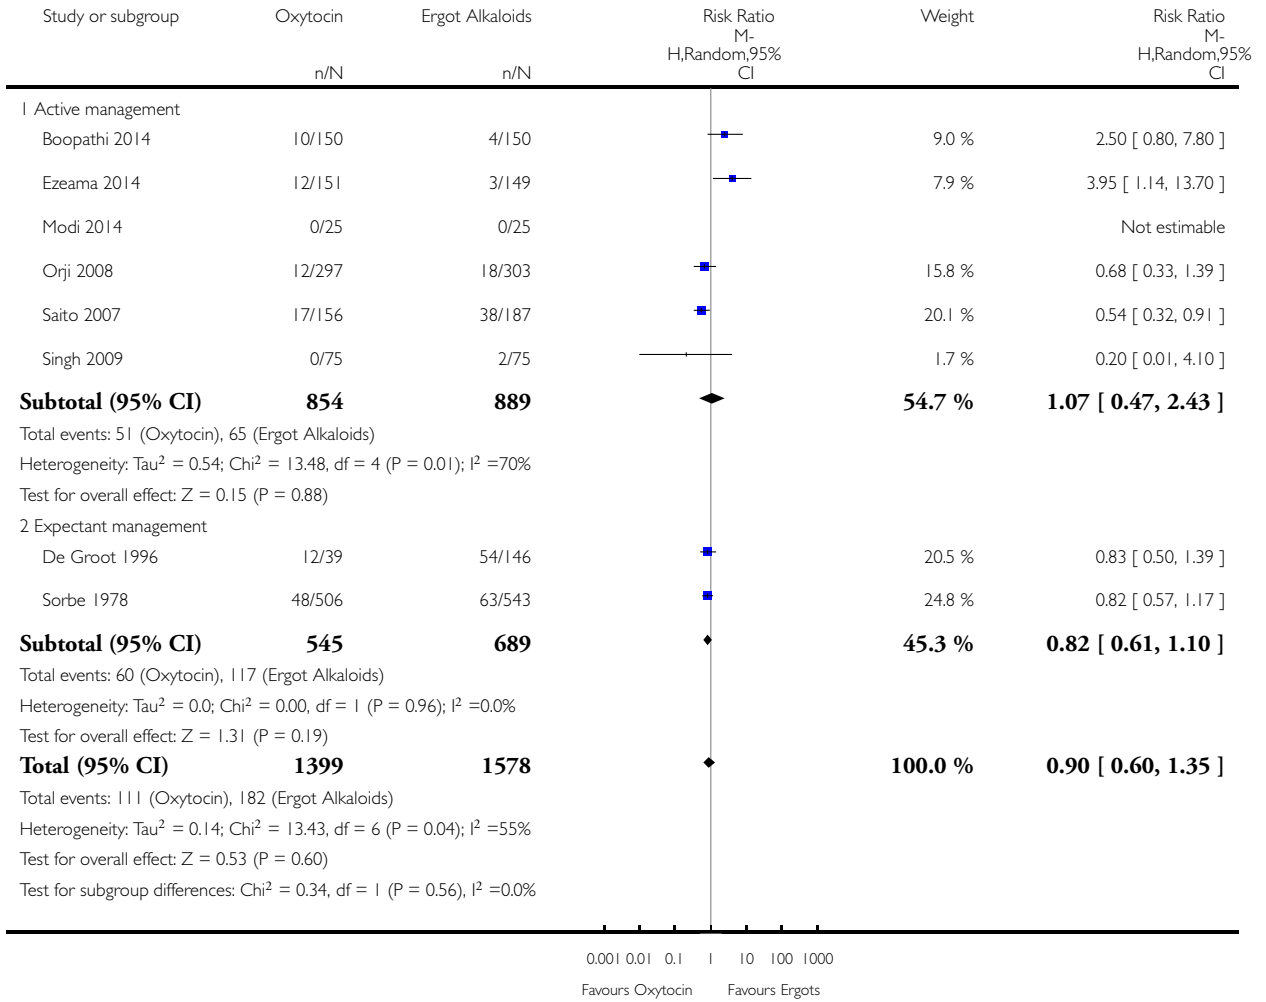 Study or subgroup Oxytocin Ergot Alkaloids Risk Ratio Weight Risk Ratio
M- M-
H,Random,95% H,Random,95%
n/N n/N CI CI
1 Active management
Boopathi 2014 10/150 4/150 9.0 % 2.50 [ 0.80, 7.80 ]
Ezeama 2014 12/151 3/149 7.9 % 3.95 [ 1.14, 13.70 ]
Modi 2014 0/25 0/25 Not estimable
Orji 2008 12/297 18/303 15.8 % 0.68 [ 0.33, 1.39 ]
Saito 2007 17/156 38/187 20.1 % 0.54 [ 0.32, 0.91 ]
Singh 2009 0/75 2/75 1.7 % 0.20 [ 0.01, 4.10 ]
Subtotal (95% CI) 854 889 54.7 % 1.07 [ 0.47, 2.43 ]
Total events: 51 (Oxytocin), 65 (Ergot Alkaloids)
Heterogeneity: Tau² = 0.54; Chi² = 13.48, df = 4 (P = 0.01); I² =70%
Test for overall effect: Z = 0.15 (P = 0.88)
2 Expectant management
De Groot 1996 12/39 54/146 20.5 % 0.83 [ 0.50, 1.39 ]
Sorbe 1978 48/506 63/543 24.8 % 0.82 [ 0.57, 1.17 ]
Subtotal (95% CI) 545 689 45.3 % 0.82 [ 0.61, 1.10 ]
Total events: 60 (Oxytocin), 117 (Ergot Alkaloids)
Heterogeneity: Tau² = 0.0; Chi² = 0.00, df = 1 (P = 0.96); I² =0.0%
Test for overall effect: Z = 1.31 (P = 0.19)
Total (95% CI) 1399 1578 100.0 % 0.90 [ 0.60, 1.35 ]
Total events: 111 (Oxytocin), 182 (Ergot Alkaloids)
Heterogeneity: Tau² = 0.14; Chi² = 13.43, df = 6 (P = 0.04); I² =55%
Test for overall effect: Z = 0.53 (P = 0.60)
Test for subgroup differences: Chi² = 0.34, df = 1 (P = 0.56), I² =0.0%
0.001 0.01 0.1 1 10 100 1000
Favours Oxytocin Favours Ergots